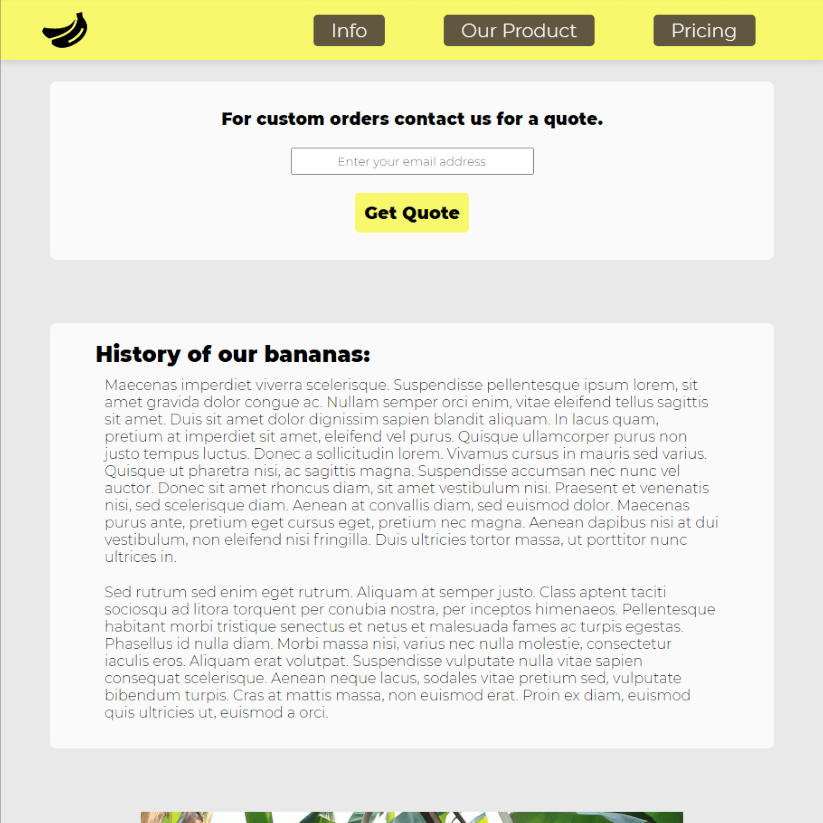 Info
Our Product
Pricing
For custom orders contact us for a quote.
Enter your email address
Get Quote
History of our bananas:
Maecenas imperdiet viverra scelerisque. Suspendisse pellentesque ipsum lorem, sit
amet gravida dolor congue ac. Nullam semper orci enim, vitae eleifend tellus sagittis
sit amet. Duis sit amet dolor dignissim sapien blandit aliquam. In lacus quam,
pretium at imperdiet sit amet, eleifend vel purus. Quisque ullamcorper purus non
justo tempus luctus. Donec a sollicitudin lorem. Vivamus cursus in mauris sed varius.
Quisque ut pharetra nisi, ac sagittis magna. Suspendisse accumsan nec nunc vel
auctor. Donec sit amet rhoncus diam, sit amet vestibulum nisi. Praesent et venenatis
nisi, sed scelerisque diam. Aenean at convallis diam, sed euismod dolor. Maecenas
purus ante, pretium eget cursus eget, pretium nec magna. Aenean dapibus nisi at dui
vestibulum, non eleifend nisi fringilla. Duis ultricies tortor massa, ut porttitor nunc
ultrices in.
Sed rutrum sed enim eget rutrum. Aliquam at semper justo. Class aptent taciti
sociosqu ad litora torquent per conubia nostra, per inceptos himenaeos. Pellentesque
habitant morbi tristique senectus et netus et malesuada fames ac turpis egestas.
Phasellus id nulla diam. Morbi massa nisi, varius nec nulla molestie, consectetur
iaculis eros. Aliquam erat volutpat. Suspendisse vulputate nulla vitae sapien
consequat scelerisque. Aenean neque lacus, sodales vitae pretium sed, vulputate
bibendum turpis. Cras at mattis massa, non euismod erat. Proin ex diam, euismod
quis ultricies ut, euismod a orci.